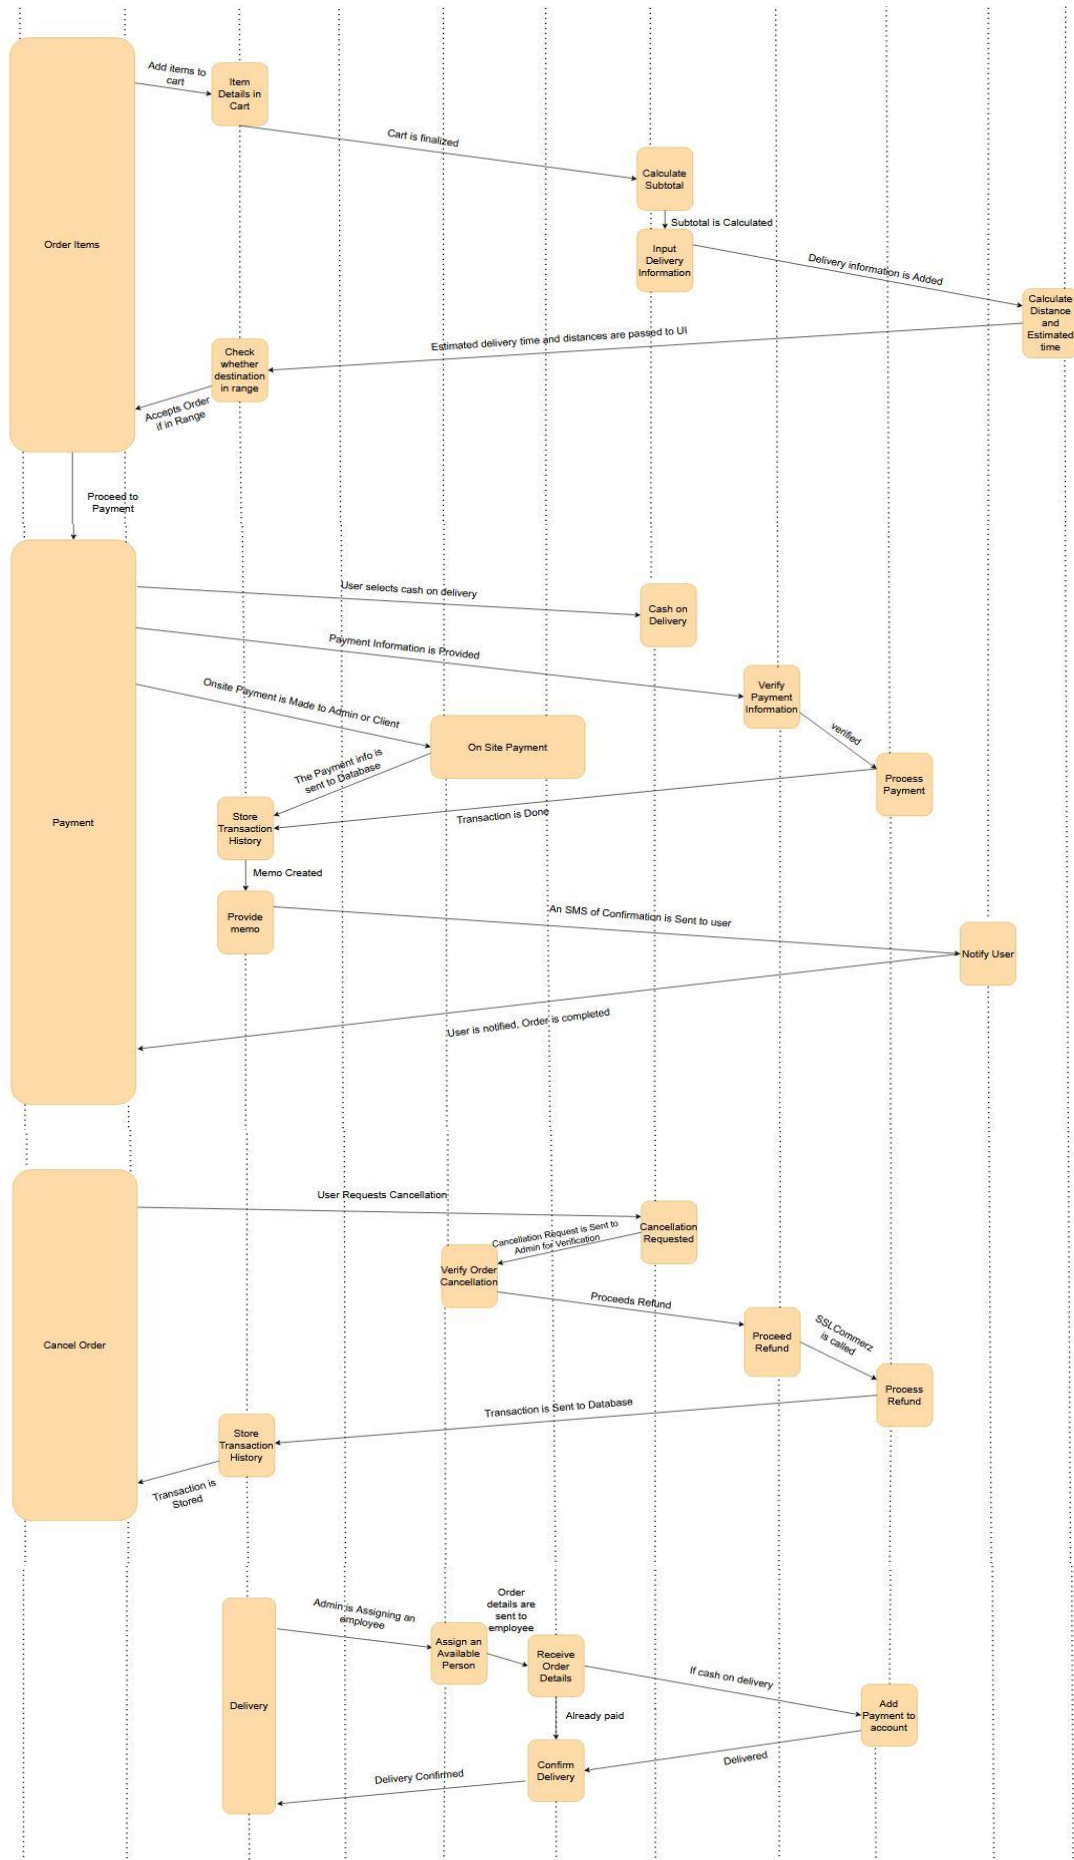 Add items to
cart
Item
Details in
Cart
Cart is finalized
Calculate
Subtotal
Subtotal is Calculated
Order Items
Input
Delivery
Information
Delivery information is Added
Calculate
Distance
and
Estimated
time
Estimated delivery time and distances are passed to UI
Check
whether
destination
in range
Accepts Order
if in Range
Proceed to
Payment
User selects cash on delivery
Cash on
Delivery
Payment Information is Provided
Verify
Payment
Information
Onsite Payment is Made to Admin or Client
verified
On Site Payment
The Payment info is
sent to Database
Process
Payment
Transaction is Done
Payment
Store
Transaction
History
Memo Created
Provide
memo
An SMS of Confirmation is Sent to user
Notify User
User is notified, Order is completed
User Requests Cancellation
Cancellation
Requested
Cancellation Request is Sent to
Admin for Verification
Verify Order
Cancellation
Proceeds Refund
Cancel Order
Proceed
Refund
SSLCommerz
is called
Process
Refund
Transaction is Sent to Database
Store
Transaction
History
Transaction is
Stored
Admin is Assigning an
employee
Order
details are
sent to
employee
Assign an
Available
Person
Receive
Order
Details
If cash on delivery
Delivery
Add
Payment to
account
Already paid
Delivered
Confirm
Delivery
Delivery Confirmed